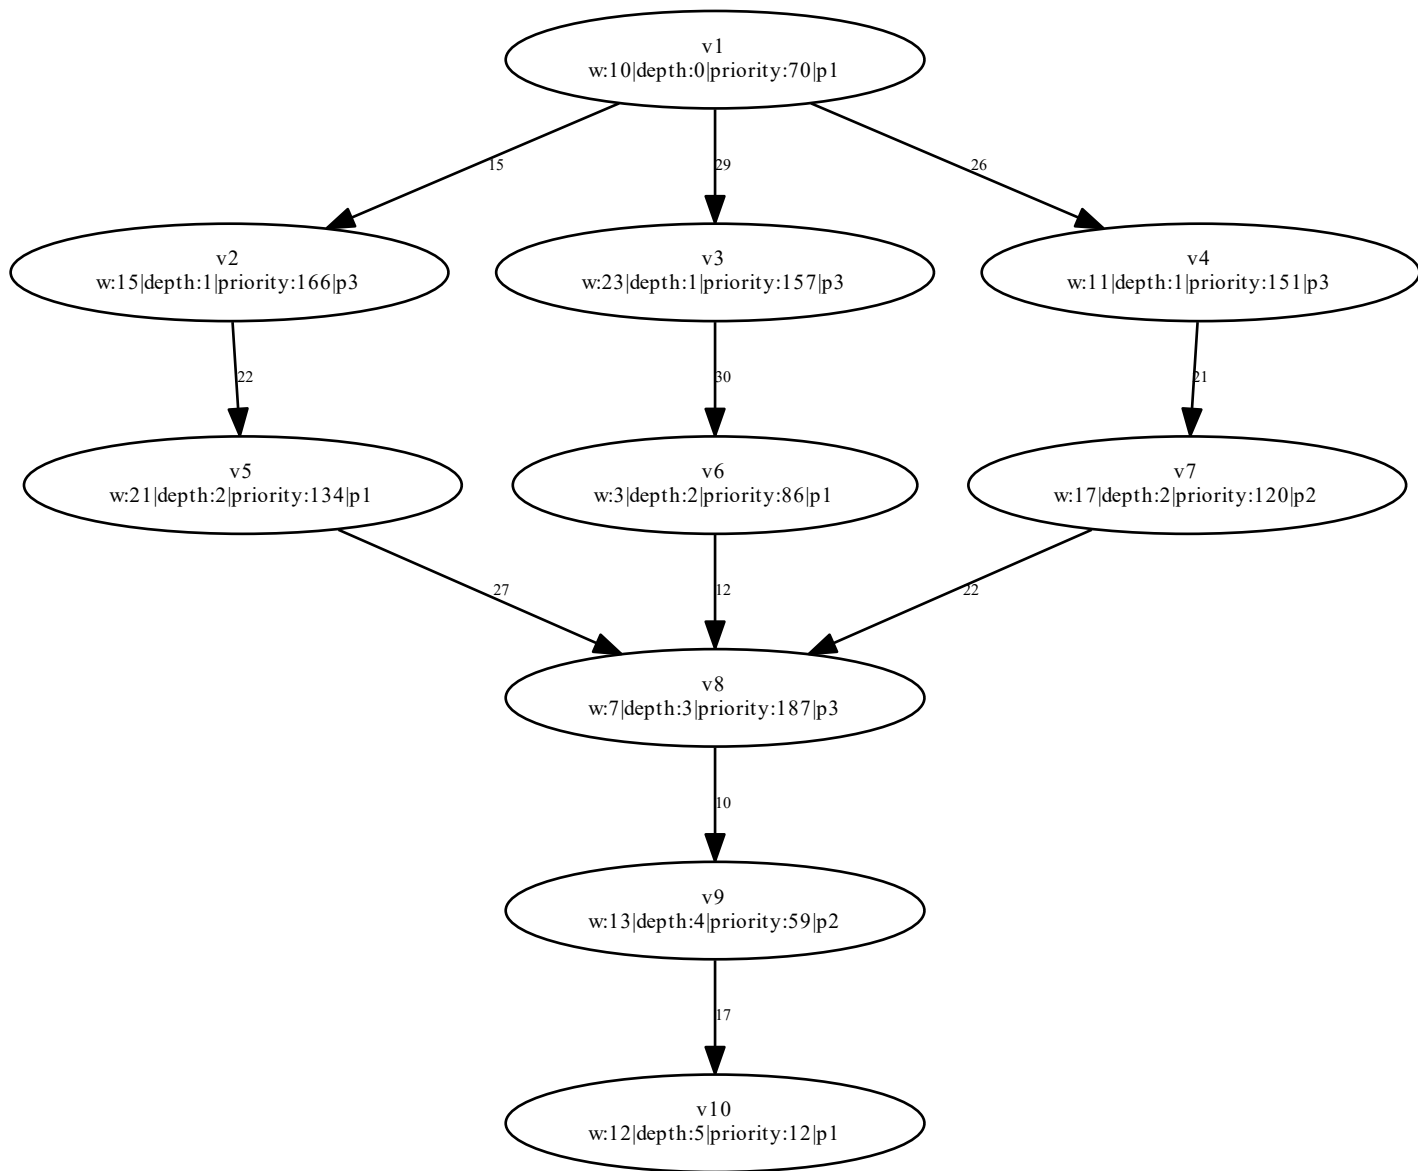 v1
w:10|depth:0|priority:70|p1
15
29
26
v2
w:15|depth:1|priority:166|p3
v3
w:23|depth:1|priority:157|p3
v4
w:11|depth:1|priority:151|p3
22
30
21
v5
w:21|depth:2|priority:134|p1
v6
w:3|depth:2|priority:86|p1
v7
w:17|depth:2|priority:120|p2
27
12
22
v8
w:7|depth:3|priority:187|p3
10
v9
w:13|depth:4|priority:59|p2
17
v10
w:12|depth:5|priority:12|p1